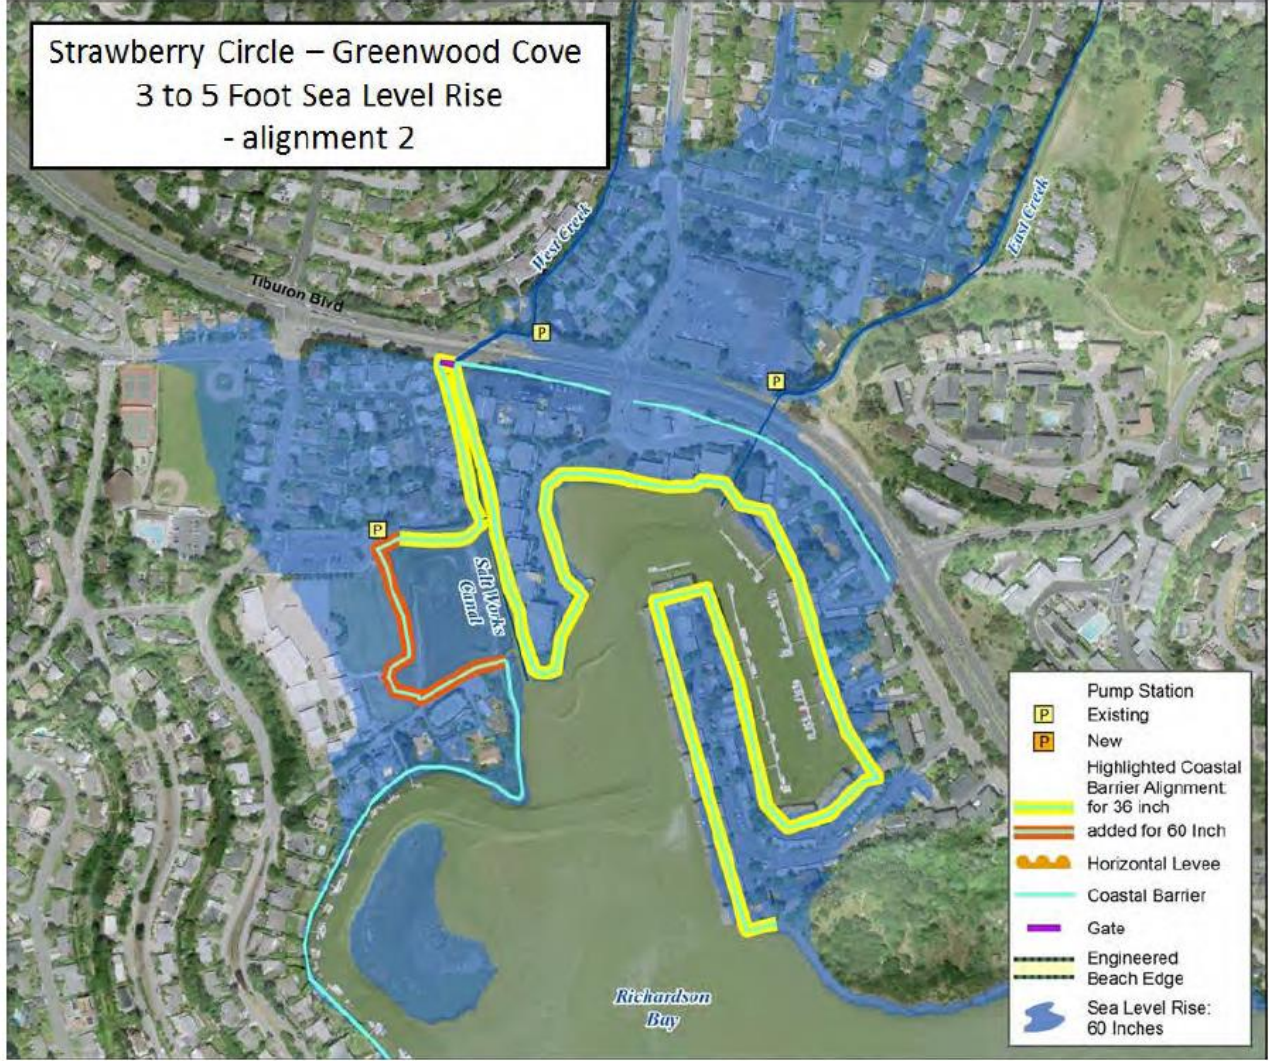 Strawberry Circle – Greenwood Cove
3 to 5 Foot Sea Level Rise
- alignment 2
West Creek
East Creek
Tiburon Blvd
P
P
P
Salt Works
Canal
Richardson
Bay
Pump Station
P Existing
P New
Highlighted Coastal
Barrier Alignment:
for 36 inch
added for 60 Inch
Horizontal Levee
Coastal Barrier
Gate
Engineered
Beach Edge
Sea Level Rise:
60 Inches